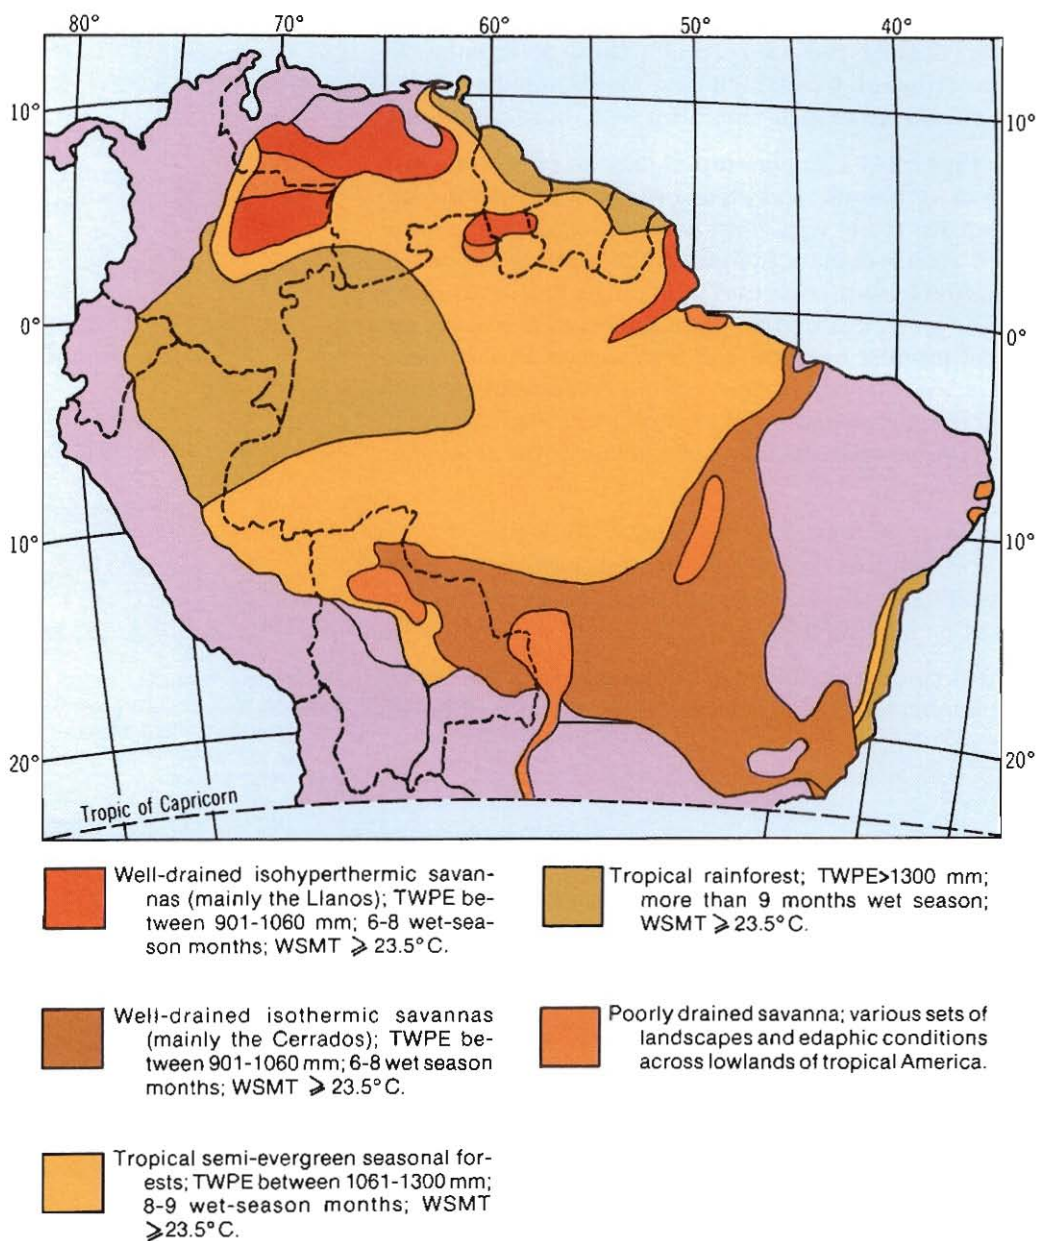 80°
70°
60°
50°
40°
10°
10°
0°
0°
10°
10°
20°
20°
Tropic of Capricorn
Well-drained isohyperthermic savan-
nas (mainly the Llanos); TWPE be-
tween 901-1060 mm; 6-8 wet-sea-
son months; WSMT ⩾ 23.5°C.
Well-drained isothermic savannas
(mainly the Cerrados); TWPE be-
tween 901-1060 mm; 6-8 wet season
months; WSMT ⩾ 23.5°C.
Tropical semi-evergreen seasonal for-
ests; TWPE between 1061-1300 mm;
8-9 wet-season months; WSMT
⩾23.5°C.
Tropical rainforest; TWPE>1300 mm;
more than 9 months wet season;
WSMT ⩾ 23.5°C.
Poorly drained savanna; various sets of
landscapes and edaphic conditions
across lowlands of tropical America.